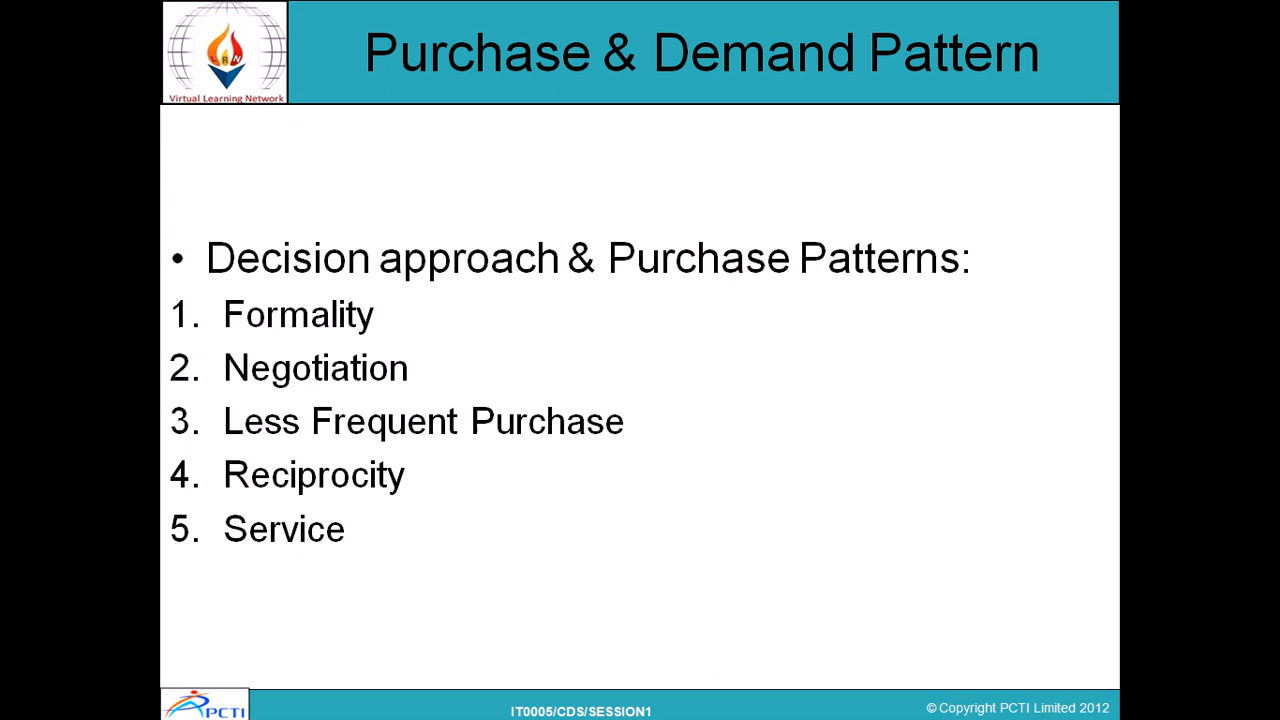 Purchase & Demand Pattern
LRN
Virtual Learning Network
• Decision approach & Purchase Patterns:
1. Formality
2. Negotiation
3. Less Frequent Purchase
4. Reciprocity
5. Service
PCTI
IT0005/CDS/SESSION1
© Copyright PCTI Limited 2012